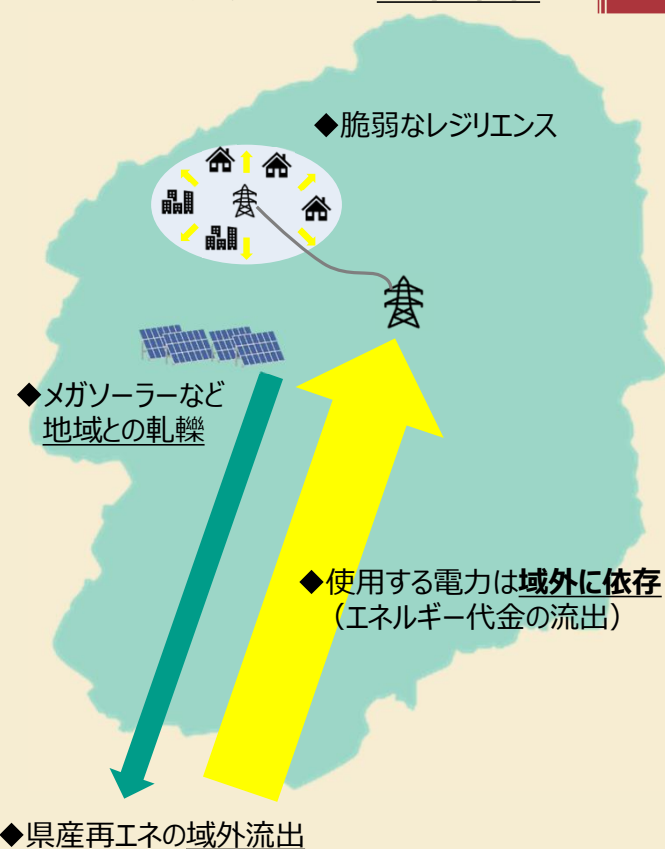 ◆脆弱なレジリエンス
◆メガソーラーなど
地域との軋轢
◆使用する電力は域外に依存
（エネルギー代金の流出）
◆県産再エネの域外流出